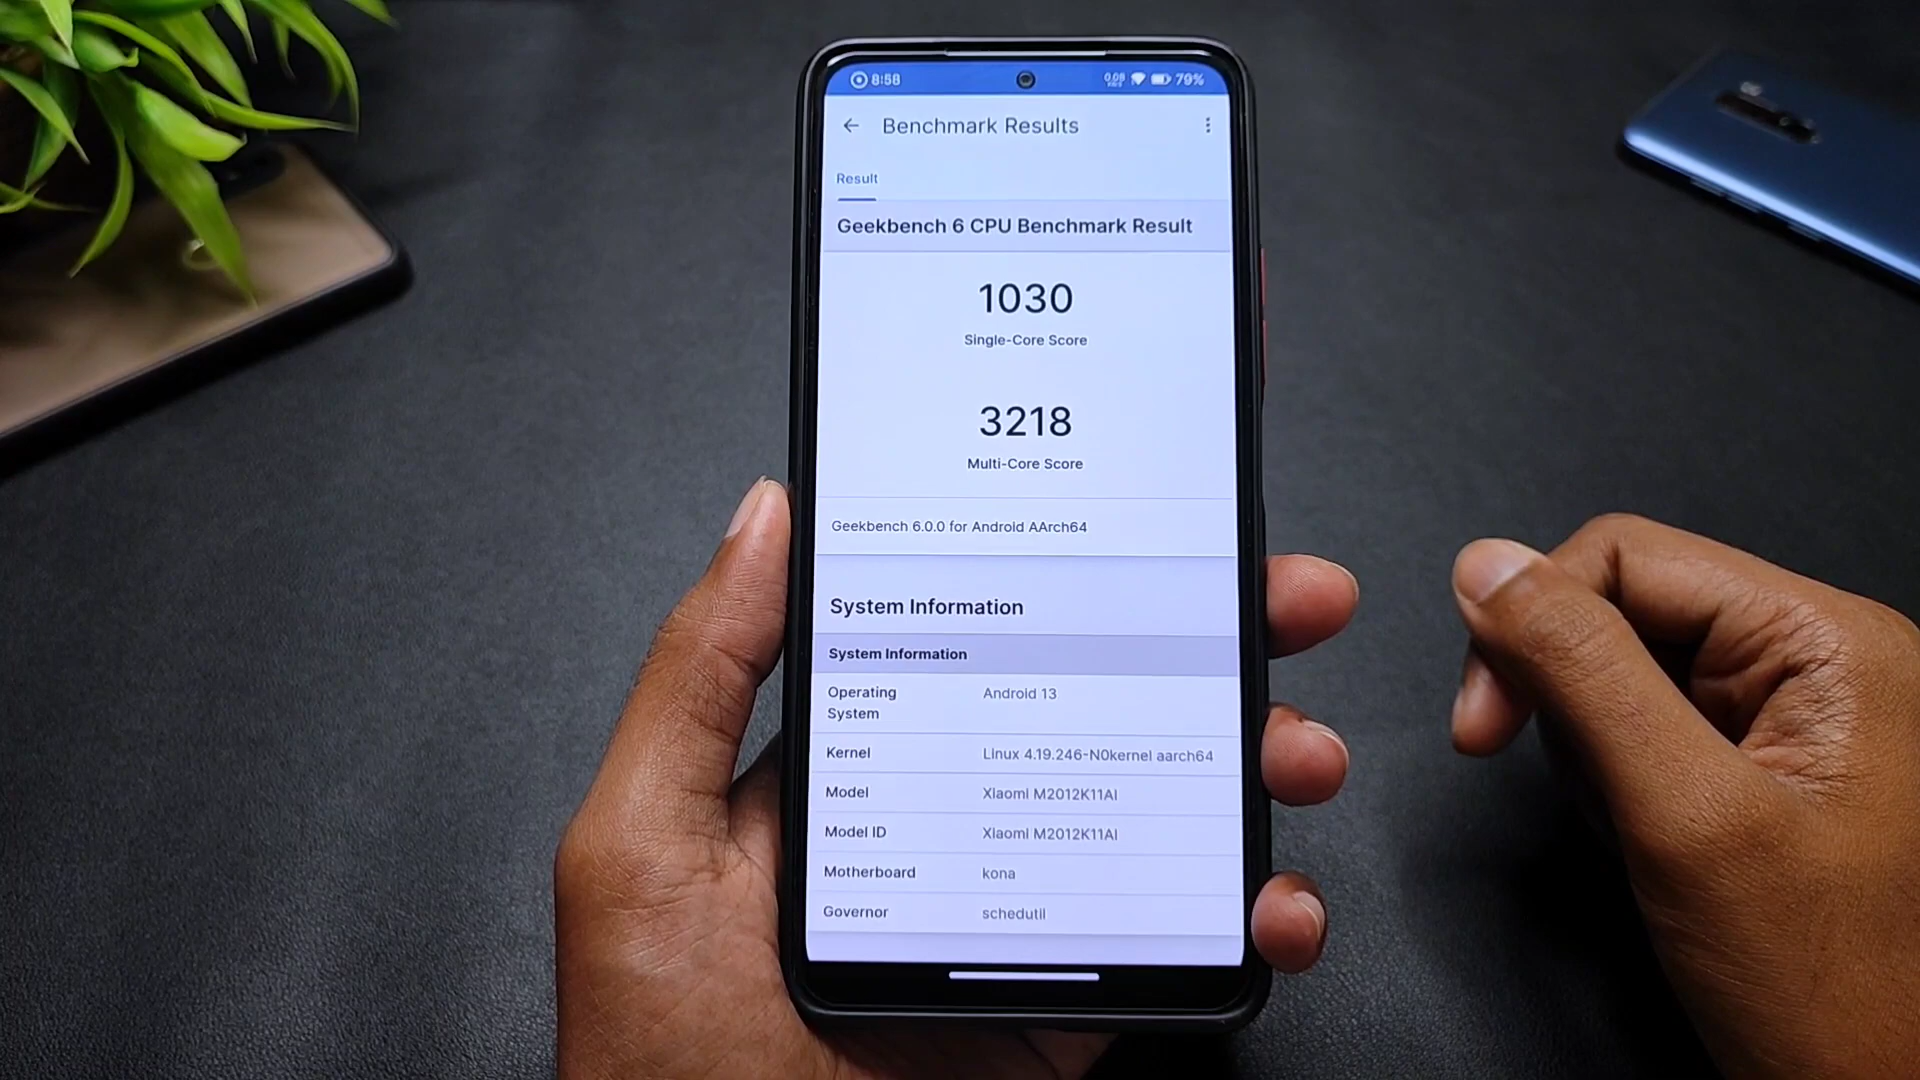 8:58
0.08
79%
Benchmark Results
Result
Geekbench 6 CPU Benchmark Result
1030
Single-Core Score
3218
Multi-Core Score
Geekbench 6.0.0 for Android AArch64
System Information
System Information
Operating System Android 13
Kernel Linux 4.19.246-N0kernel aarch64
Model Xiaomi M2012K11AI
Model ID Xiaomi M2012K11AI
Motherboard kona
Governor schedutil